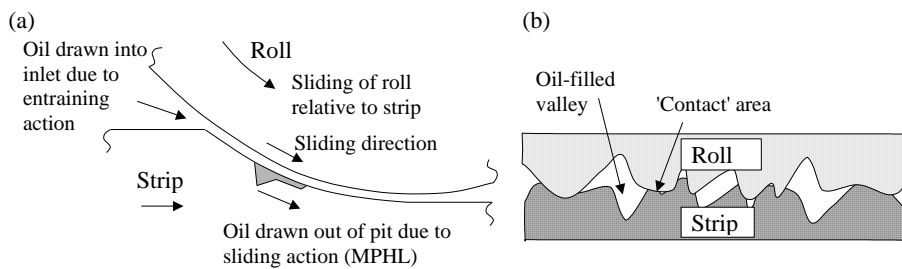 (a)
Oil drawn into
inlet due to
entraining
action
Roll
Sliding of roll
relative to strip
Sliding direction
Strip
Oil drawn out of pit due to
sliding action (MPHL)
(b)
Oil-filled
valley
'Contact' area
Roll
Strip